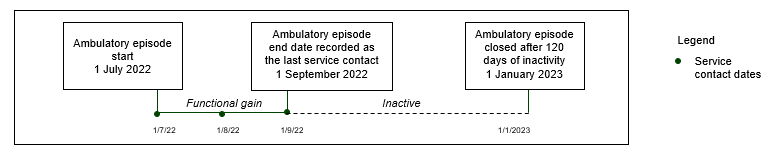 Ambulatory episode
start
1 July 2022
Ambulatory episode
end date recorded as
the last service contact
1 September 2022
Ambulatory episode
closed after 120
days of inactivity
1 January 2023
Legend
Service
contact dates
Functional gain
Inactive
1/7/22
1/8/22
1/9/22
1/1/2023